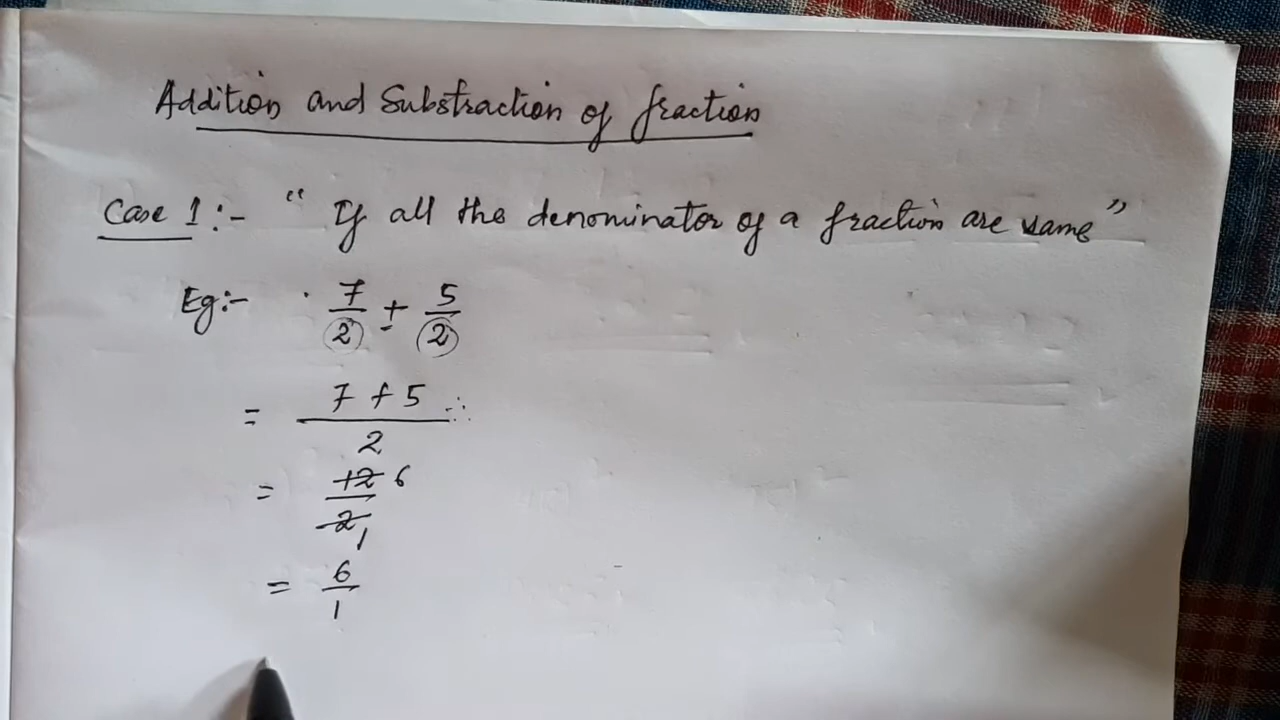 Addition and Substraction of fraction
Case 1:- " If all the denominator of a fraction are same "
Eg:- 7/2 + 5/2
= 7 + 5 / 2
= 12 6 / 2 1
= 6/1